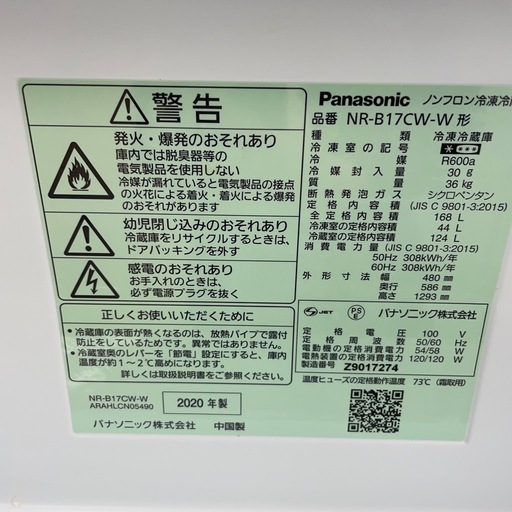 警告
発火・爆発のおそれあり
庫内では脱臭器等の
電気製品を使用しない
冷媒が漏れていると電気製品の接点
の火花による着火・着火による爆発
のおそれあり
幼児閉じ込みのおそれあり
冷蔵庫をリサイクルするときは、
ドアパッキングを外す
感電のおそれあり
お手入れのときは、
必ず電源プラグを抜く
正しくお使いいただくために
●冷蔵庫の表面が熱くなるのは、放熱パイプで露付
防止をしているためです。異常ではありません。
●冷蔵室奥のレバーを「節電」設定にすると、庫内
温度が約1～2℃高めになります。
詳しくは取扱説明書をご覧ください。
NR-B17CW-W
ARAHLCN05490
2020年製
パナソニック株式会社 中国製
Panasonic ノンフロン冷凍冷
品番 NR-B17CW-W 形
種類 冷凍冷蔵庫
冷凍室の記号
冷媒 R600a
冷媒封入量 30 g
質量 36 kg
断熱発泡ガス シクロペンタン
定格内容積 (JIS C 9801-3:2015)
全定格内容積 168 L
冷凍室の定格内容積 44 L
冷蔵室の定格内容積 124 L
消費電力量 (JIS C 9801-3:2015)
50Hz 308kWh/年
60Hz 308kWh/年
外形寸法 幅 480 mm
奥行 586 mm
高さ 1293 mm
JET PS E パナソニック株式会社
定格電圧 100 V
定格周波数 50/60 Hz
電動機の定格消費電力 54/58 W
電熱装置の定格消費電力 120/120 W
製造番号 Z9017274
温度ヒューズの定格動作温度 73℃（霜取用）